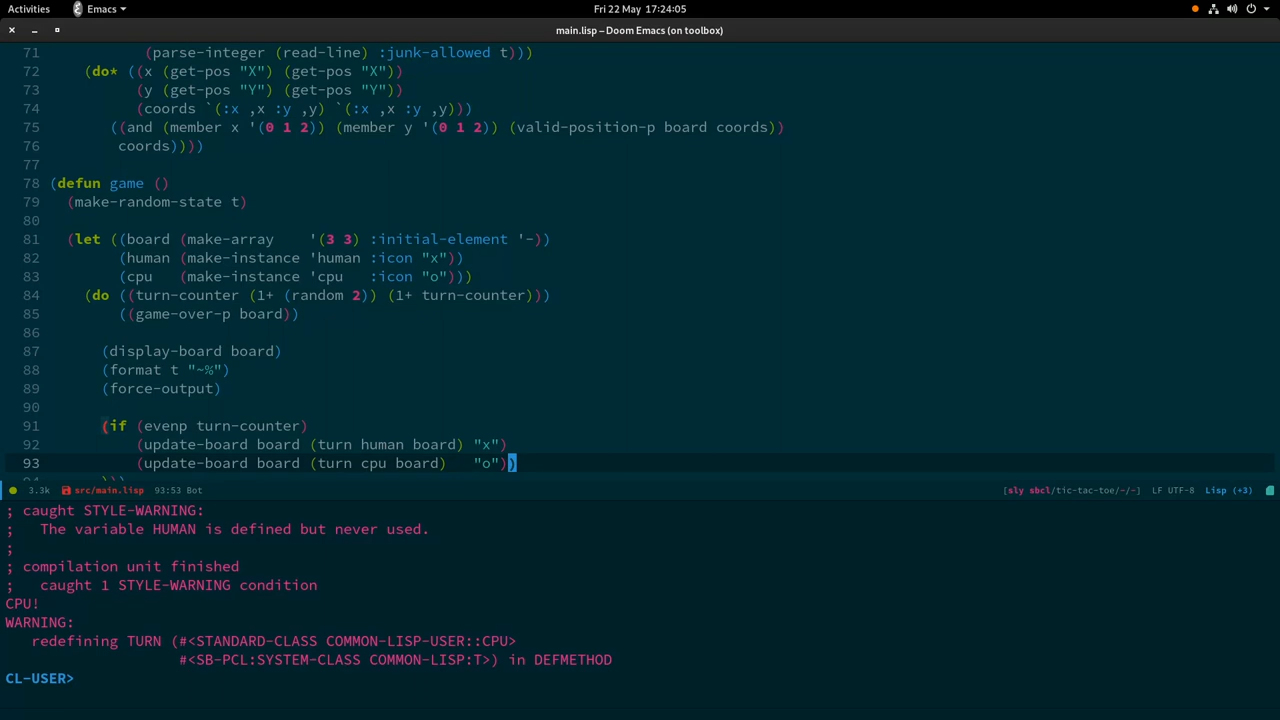 Activities Emacs Fri 22 May 17:24:05
main.lisp – Doom Emacs (on toolbox)
71 (parse-integer (read-line) :junk-allowed t)))
72 (do* ((x (get-pos "X") (get-pos "X"))
73 (y (get-pos "Y") (get-pos "Y"))
74 (coords `(:x ,x :y ,y) `(:x ,x :y ,y)))
75 ((and (member x '(0 1 2)) (member y '(0 1 2)) (valid-position-p board coords))
76 coords))))
77
78 (defun game ()
79 (make-random-state t)
80
81 (let ((board (make-array '(3 3) :initial-element '-))
82 (human (make-instance 'human :icon "x"))
83 (cpu (make-instance 'cpu :icon "o")))
84 (do ((turn-counter (1+ (random 2)) (1+ turn-counter)))
85 ((game-over-p board))
86
87 (display-board board)
88 (format t "~%")
89 (force-output)
90
91 (if (evenp turn-counter)
92 (update-board board (turn human board) "x")
93 (update-board board (turn cpu board) "o"))
94 )))
3.3k src/main.lisp 93:53 Bot [sly sbcl/tic-tac-toe/~/~] LF UTF-8 Lisp (+3)
; caught STYLE-WARNING:
; The variable HUMAN is defined but never used.
;
; compilation unit finished
; caught 1 STYLE-WARNING condition
CPU!
WARNING:
redefining TURN (#<STANDARD-CLASS COMMON-LISP-USER::CPU>
#<SB-PCL:SYSTEM-CLASS COMMON-LISP:T>) in DEFMETHOD
CL-USER>